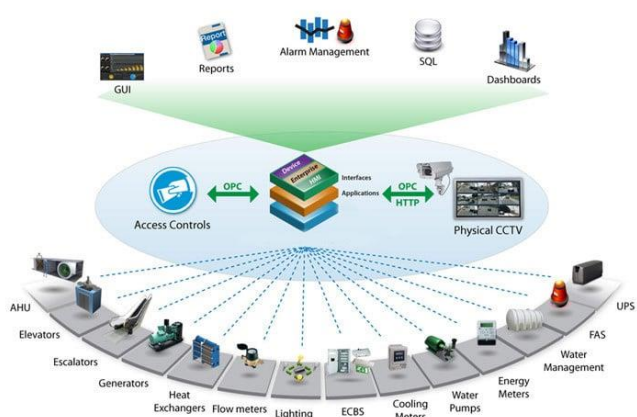 GUI
Reports
Report
Alarm Management
SQL
Dashboards
Access Controls
OPC
Device
Enterprise
HMI
Interfaces
Applications
OPC
HTTP
Physical CCTV
AHU
Elevators
Escalators
Generators
Heat
Exchangers
Flow meters
Lighting
ECBS
Cooling
Meters
Water
Pumps
Energy
Meters
Water
Management
FAS
UPS